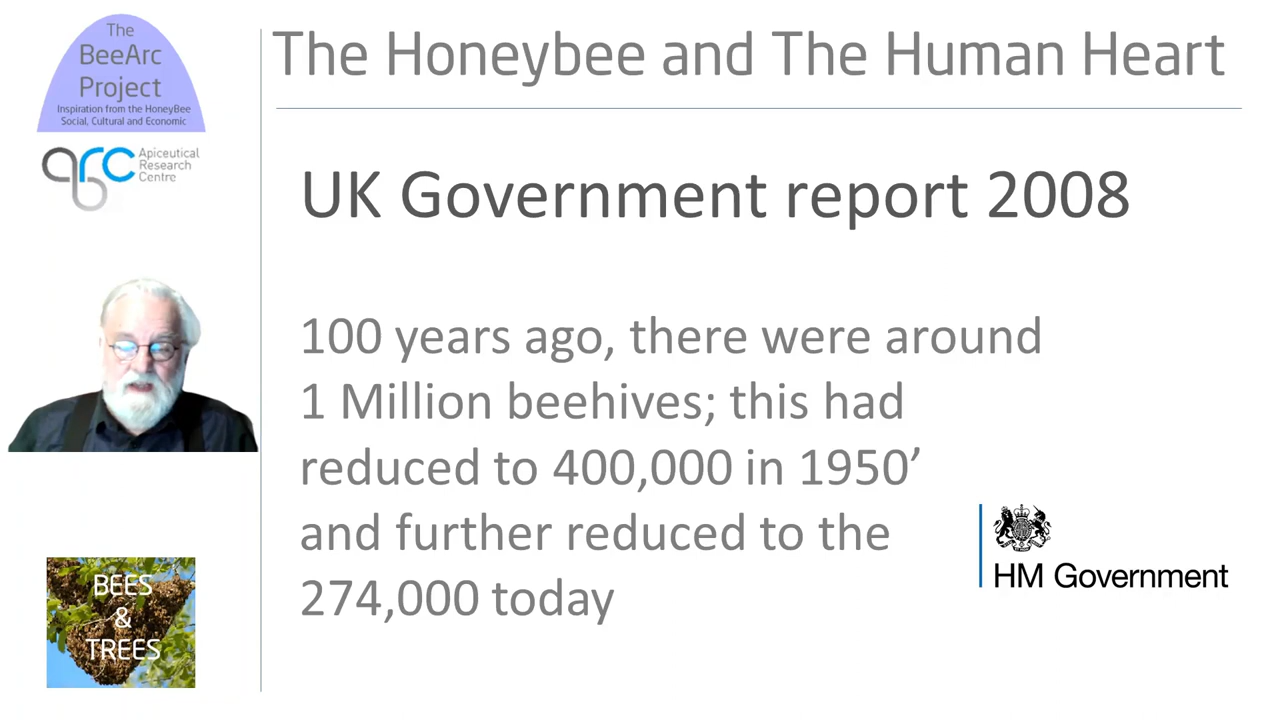 The
BeeArc
Project
Inspiration from the HoneyBee
Social, Cultural and Economic
arc
Apiceutical
Research
Centre
The Honeybee and The Human Heart
UK Government report 2008
100 years ago, there were around
1 Million beehives; this had
reduced to 400,000 in 1950’
and further reduced to the
274,000 today
HM Government
BEES
&
TREES